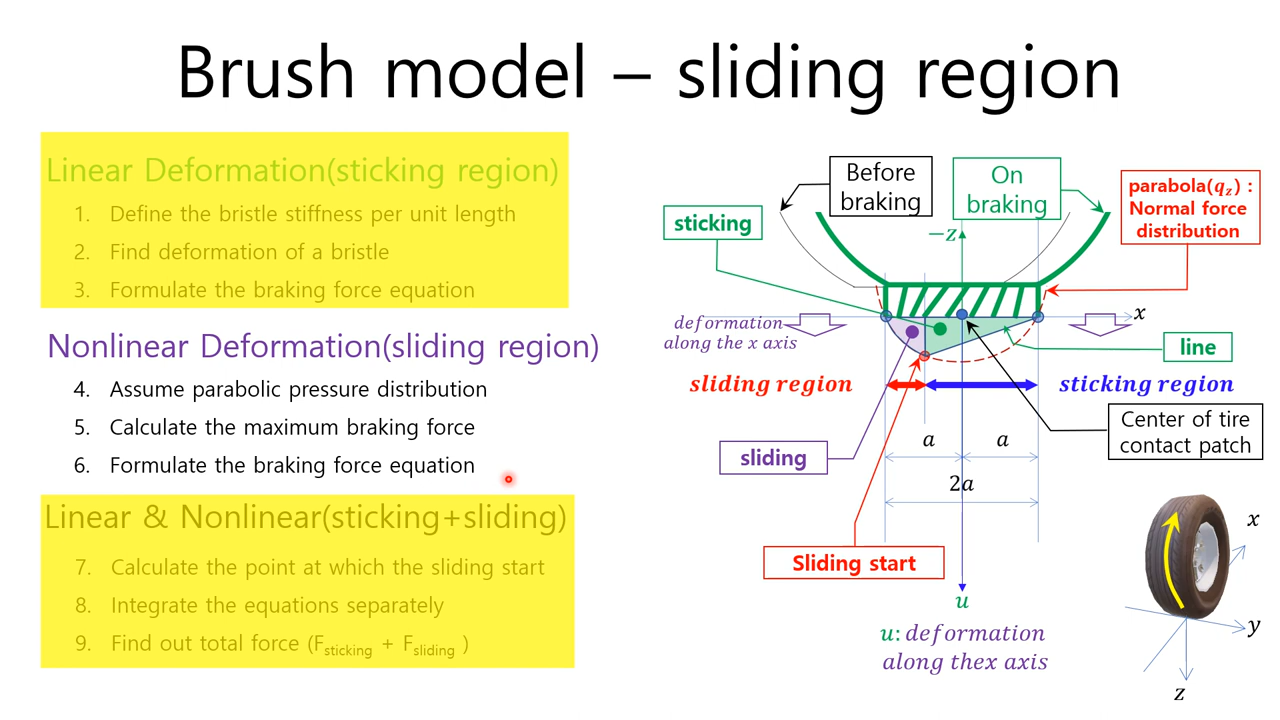 Brush model – sliding region
Linear Deformation(sticking region)
1. Define the bristle stiffness per unit length
2. Find deformation of a bristle
3. Formulate the braking force equation
Nonlinear Deformation(sliding region)
4. Assume parabolic pressure distribution
5. Calculate the maximum braking force
6. Formulate the braking force equation
Linear & Nonlinear(sticking+sliding)
7. Calculate the point at which the sliding start
8. Integrate the equations separately
9. Find out total force (Fsticking + Fsliding )
Before
braking
On
braking
parabola(qz) :
Normal force
distribution
sticking
−z
x
deformation
along the x axis
line
sliding region
sticking region
Center of tire
contact patch
a
a
sliding
2a
Sliding start
u
u: deformation
along thex axis
x
y
z